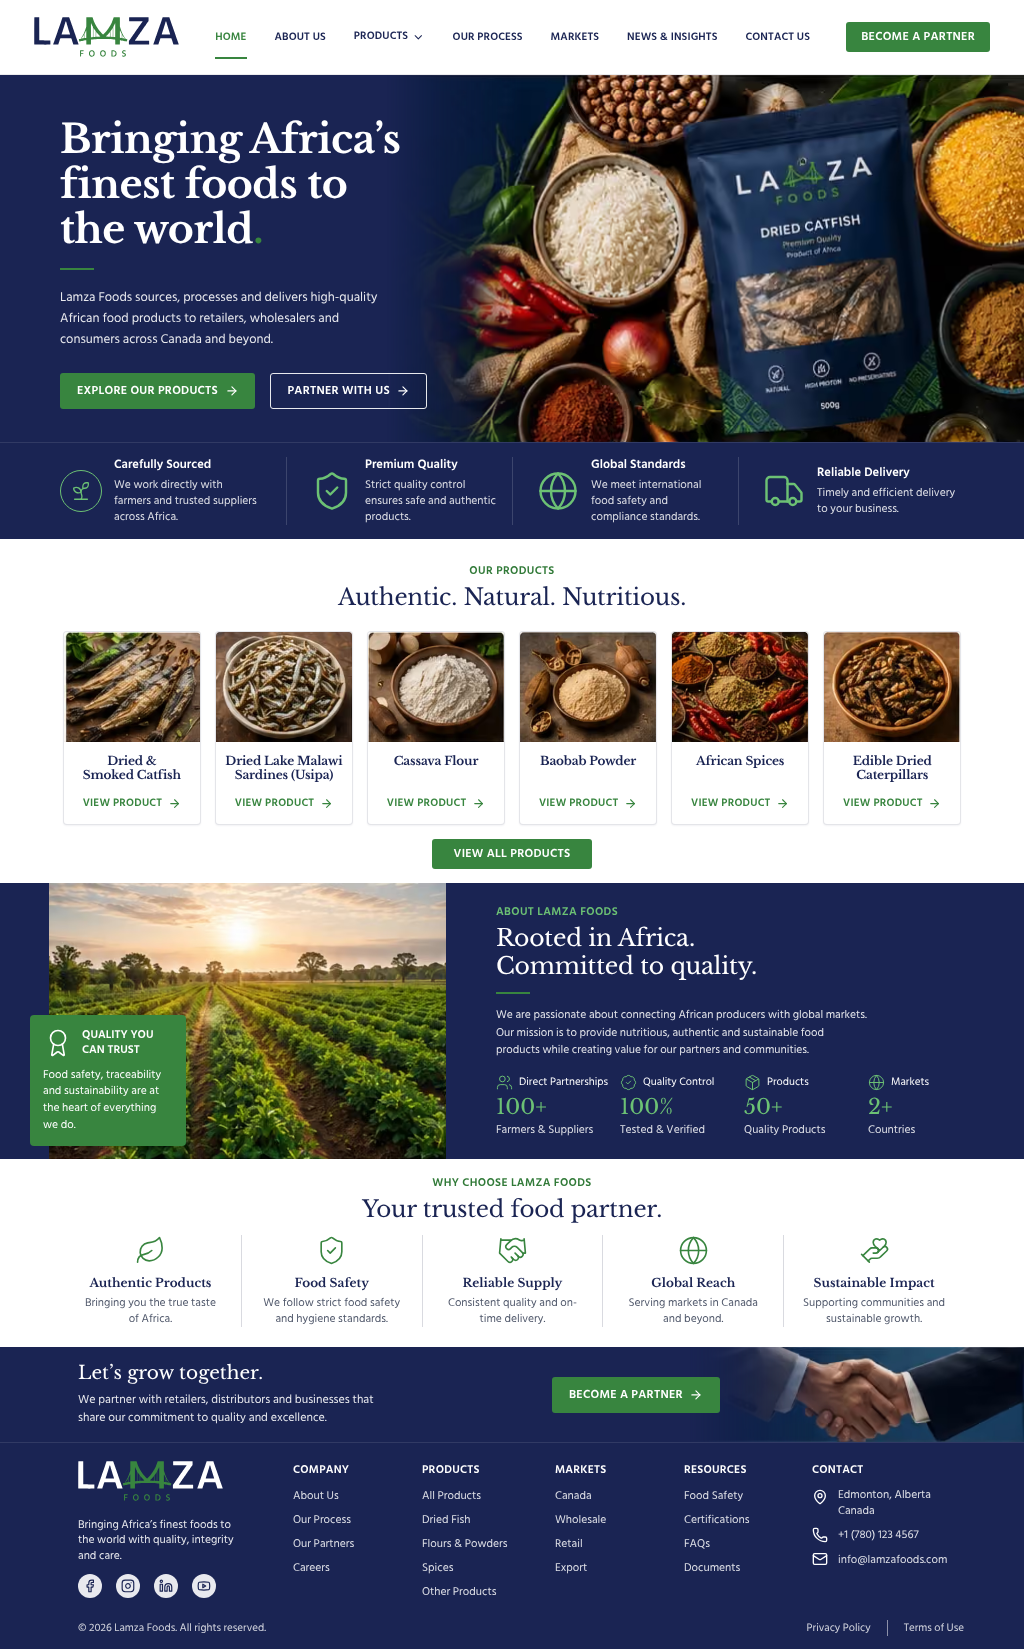 LAMZA
FOODS
HOME
ABOUT US
PRODUCTS
OUR PROCESS
MARKETS
NEWS & INSIGHTS
CONTACT US
BECOME A PARTNER
Bringing Africa’s
finest foods to
the world.
Lamza Foods sources, processes and delivers high-quality
African food products to retailers, wholesalers and
consumers across Canada and beyond.
EXPLORE OUR PRODUCTS
PARTNER WITH US
LAMZA
FOODS
DRIED CATFISH
Premium Quality
Product of Africa
NATURAL
HIGH PROTEIN
NO PRESERVATIVES
500g
Carefully Sourced
We work directly with
farmers and trusted suppliers
across Africa.
Premium Quality
Strict quality control
ensures safe and authentic
products.
Global Standards
We meet international
food safety and
compliance standards.
Reliable Delivery
Timely and efficient delivery
to your business.
OUR PRODUCTS
Authentic. Natural. Nutritious.
Dried &
Smoked Catfish
VIEW PRODUCT
Dried Lake Malawi
Sardines (Usipa)
VIEW PRODUCT
Cassava Flour
VIEW PRODUCT
Baobab Powder
VIEW PRODUCT
African Spices
VIEW PRODUCT
Edible Dried
Caterpillars
VIEW PRODUCT
VIEW ALL PRODUCTS
QUALITY YOU
CAN TRUST
Food safety, traceability
and sustainability are at
the heart of everything
we do.
ABOUT LAMZA FOODS
Rooted in Africa.
Committed to quality.
We are passionate about connecting African producers with global markets.
Our mission is to provide nutritious, authentic and sustainable food
products while creating value for our partners and communities.
Direct Partnerships
100+
Farmers & Suppliers
Quality Control
100%
Tested & Verified
Products
50+
Quality Products
Markets
2+
Countries
WHY CHOOSE LAMZA FOODS
Your trusted food partner.
Authentic Products
Bringing you the true taste
of Africa.
Food Safety
We follow strict food safety
and hygiene standards.
Reliable Supply
Consistent quality and on-
time delivery.
Global Reach
Serving markets in Canada
and beyond.
Sustainable Impact
Supporting communities and
sustainable growth.
Let’s grow together.
We partner with retailers, distributors and businesses that
share our commitment to quality and excellence.
BECOME A PARTNER
LAMZA
FOODS
Bringing Africa’s finest foods to
the world with quality, integrity
and care.
COMPANY
About Us
Our Process
Our Partners
Careers
PRODUCTS
All Products
Dried Fish
Flours & Powders
Spices
Other Products
MARKETS
Canada
Wholesale
Retail
Export
RESOURCES
Food Safety
Certifications
FAQs
Documents
CONTACT
Edmonton, Alberta
Canada
+1 (780) 123 4567
info@lamzafoods.com
© 2026 Lamza Foods. All rights reserved.
Privacy Policy
Terms of Use